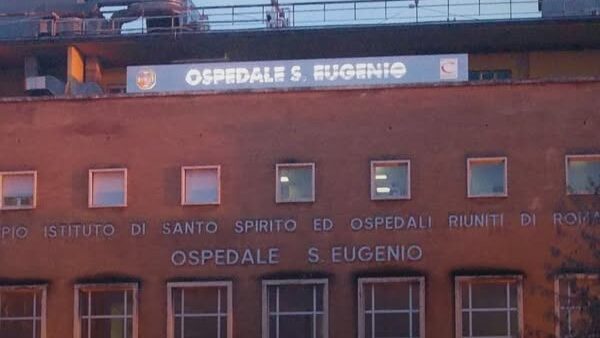 OSPEDALE S. EUGENIO
PIO ISTITUTO DI SANTO SPIRITO ED OSPEDALI RIUNITI DI ROMA
OSPEDALE S. EUGENIO